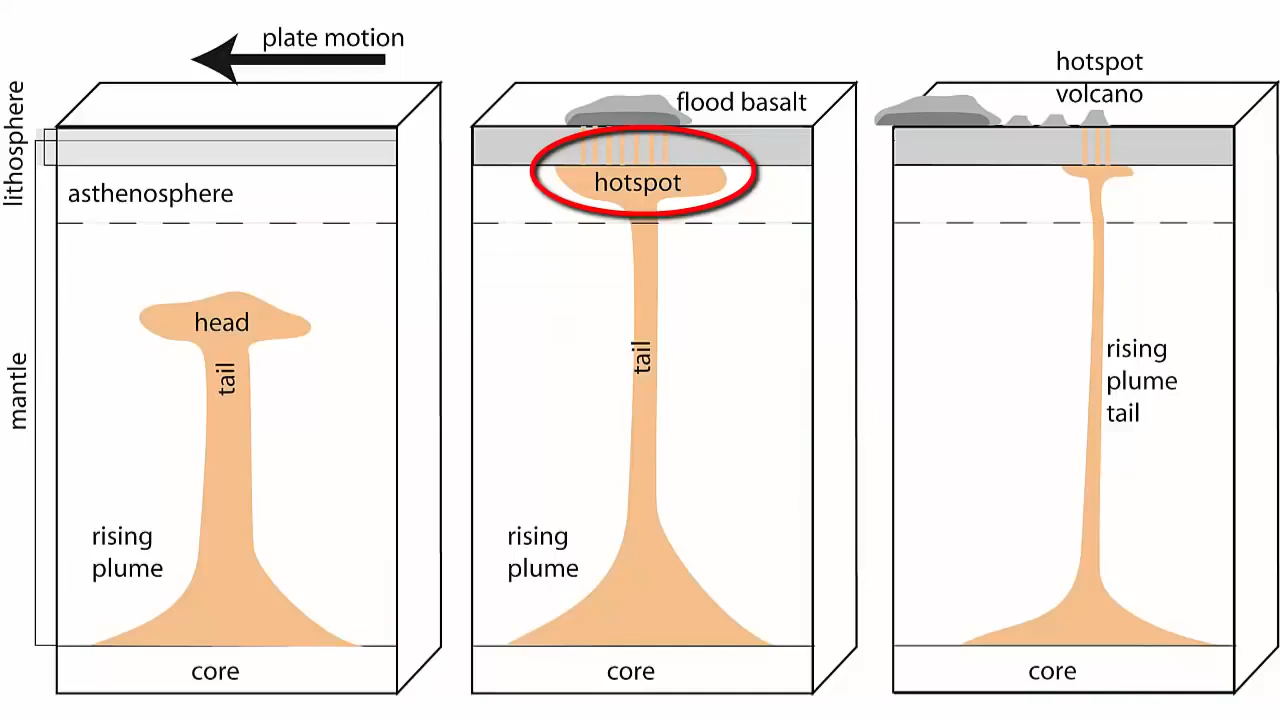 plate motion
lithosphere
asthenosphere
mantle
head
tail
rising
plume
core
flood basalt
hotspot
tail
rising
plume
core
hotspot
volcano
rising
plume
tail
core